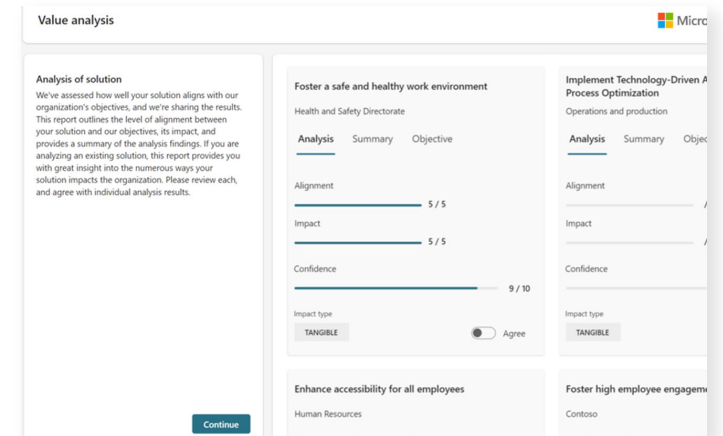 Value analysis
Micro
Analysis of solution
We've assessed how well your solution aligns with our
organization's objectives, and we're sharing the results.
This report outlines the level of alignment between
your solution and our objectives, its impact, and
provides a summary of the analysis findings. If you are
analyzing an existing solution, this report provides you
with great insight into the numerous ways your
solution impacts the organization. Please review each,
and agree with individual analysis results.
Continue
Foster a safe and healthy work environment
Health and Safety Directorate
Analysis Summary Objective
Alignment
5 / 5
Impact
5 / 5
Confidence
9 / 10
Impact type
TANGIBLE
Agree
Implement Technology-Driven A
Process Optimization
Operations and production
Analysis Summary Objec
Alignment
/
Impact
/
Confidence
Impact type
TANGIBLE
Enhance accessibility for all employees
Human Resources
Foster high employee engagem
Contoso